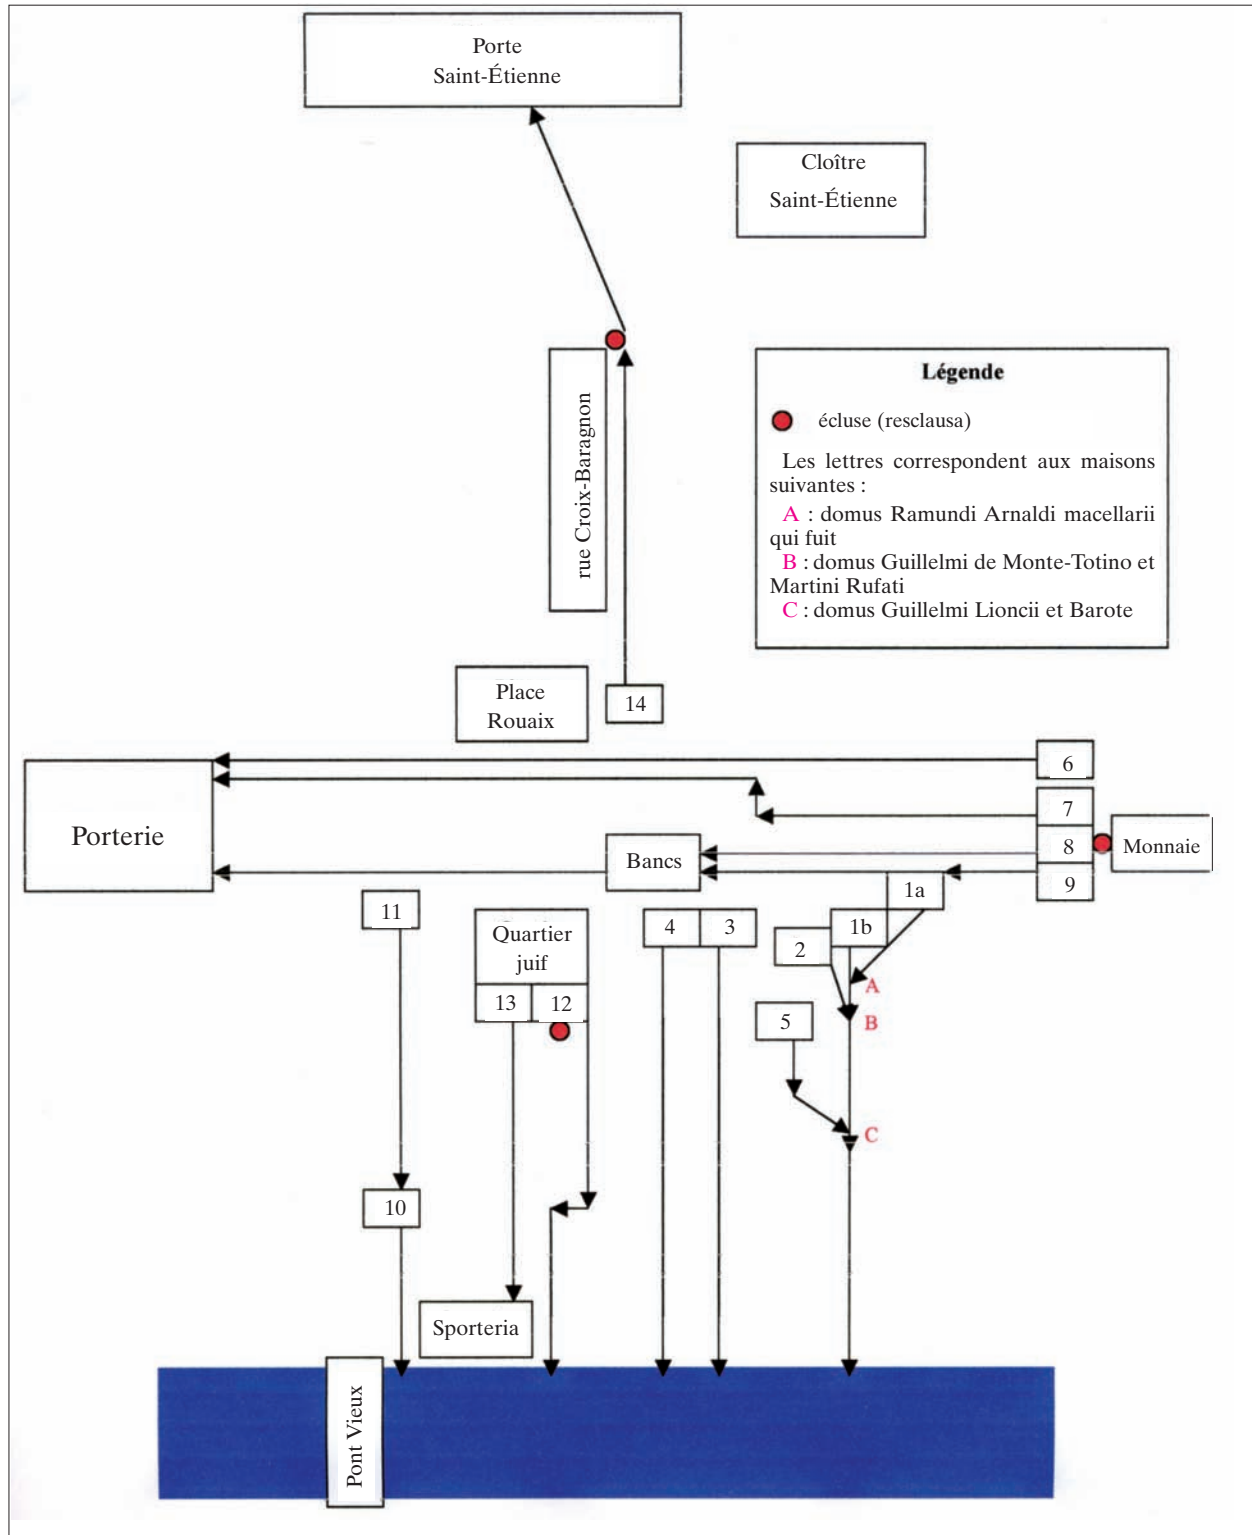 Porte
Saint-Étienne
Cloître
Saint-Étienne
rue Croix-Baragnon
Légende
écluse (resclausa)
Les lettres correspondent aux maisons
suivantes :
A : domus Ramundi Arnaldi macellarii
qui fuit
B : domus Guillelmi de Monte-Totino et
Martini Rufati
C : domus Guillelmi Lioncii et Barote
Place
Rouaix
14
6
7
Porterie
Bancs
8
Monnaie
9
1a
11
Quartier
juif
4
3
1b
2
A
13
12
5
B
C
10
Sporteria
Pont Vieux